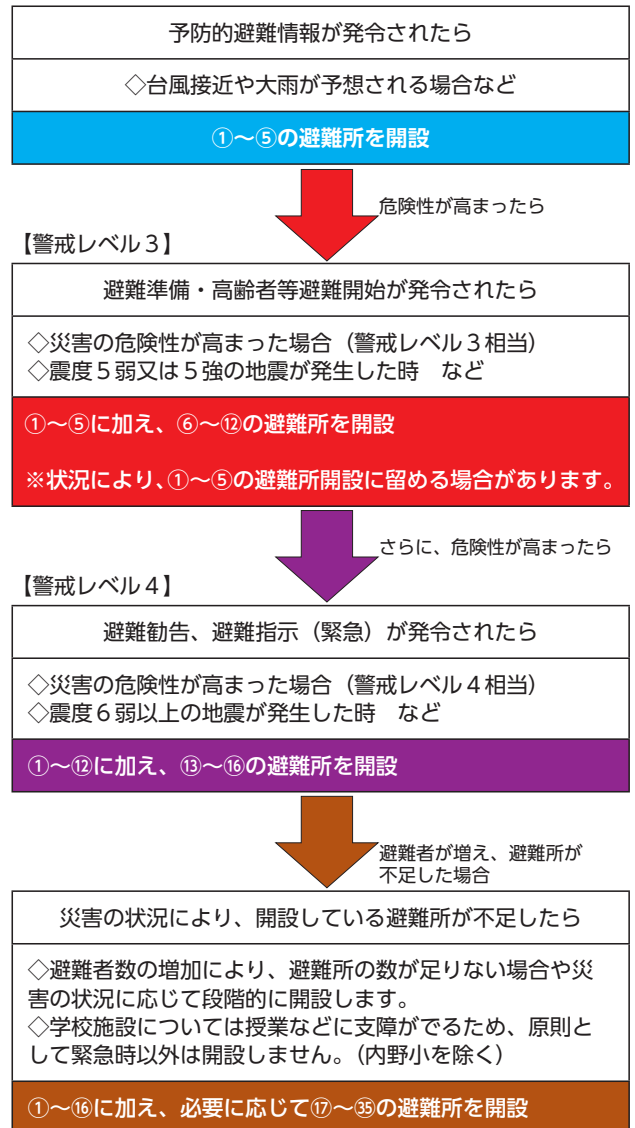 予防的避難情報が発令されたら
◇台風接近や大雨が予想される場合など
①～⑤の避難所を開設
危険性が高まったら
【警戒レベル３】
避難準備・高齢者等避難開始が発令されたら
◇災害の危険性が高まった場合（警戒レベル３相当）
◇震度５弱又は５強の地震が発生した時　など
①～⑤に加え、⑥～⑫の避難所を開設
※状況により、①～⑤の避難所開設に留める場合があります。
さらに、危険性が高まったら
【警戒レベル４】
避難勧告、避難指示（緊急）が発令されたら
◇災害の危険性が高まった場合（警戒レベル４相当）
◇震度６弱以上の地震が発生した時　など
①～⑫に加え、⑬～⑯の避難所を開設
避難者が増え、避難所が
不足した場合
災害の状況により、開設している避難所が不足したら
◇避難者数の増加により、避難所の数が足りない場合や災
害の状況に応じて段階的に開設します。
◇学校施設については授業などに支障がでるため、原則と
して緊急時以外は開設しません。（内野小を除く）
①～⑯に加え、必要に応じて⑰～㉟の避難所を開設